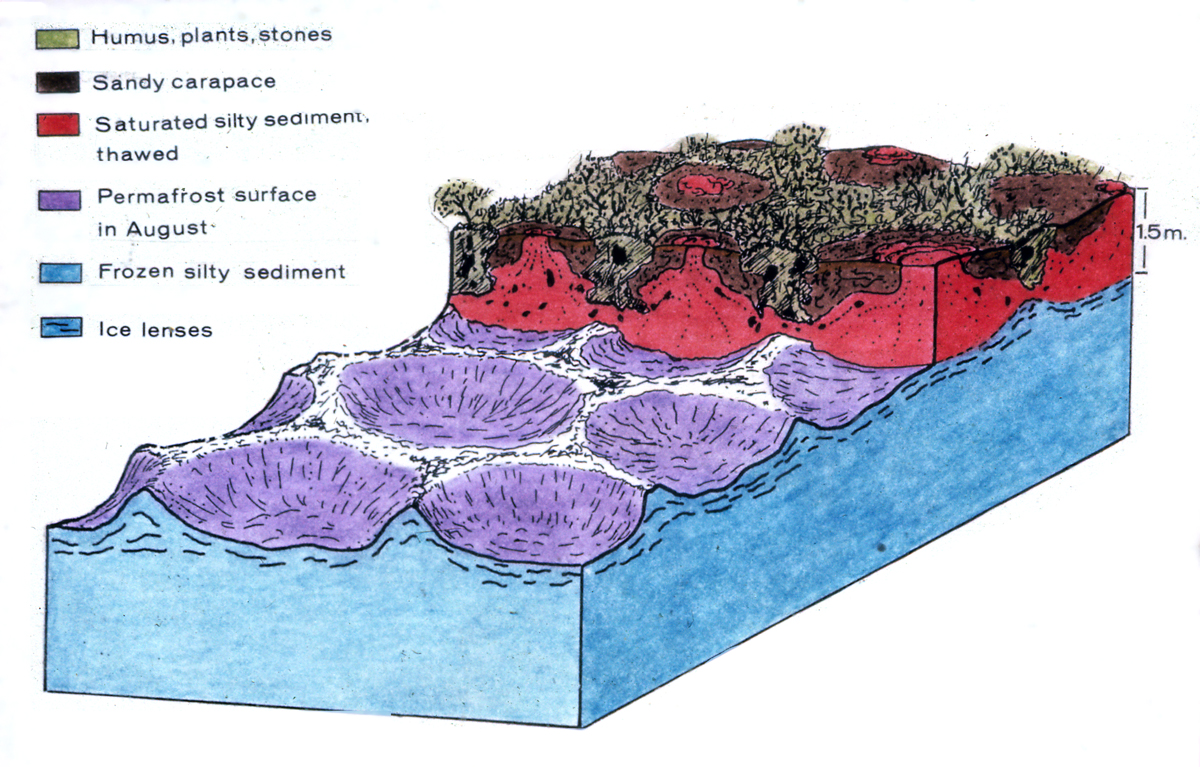 Humus, plants, stones
Sandy carapace
Saturated silty sediment,
thawed
Permafrost surface
in August
Frozen silty sediment
Ice lenses
1.5m.